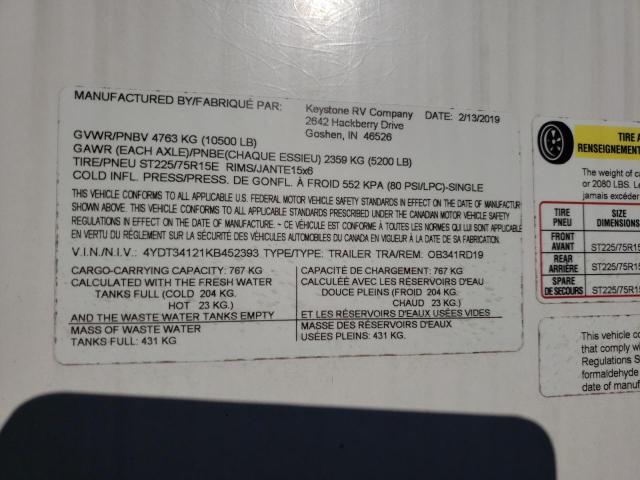 MANUFACTURED BY/FABRIQUÉ PAR: Keystone RV Company DATE: 2/13/2019
2642 Hackberry Drive
Goshen, IN 46526
GVWR/PNBV 4763 KG (10500 LB)
GAWR (EACH AXLE)/PNBE(CHAQUE ESSIEU) 2359 KG (5200 LB)
TIRE/PNEU ST225/75R15E RIMS/JANTE15x6
COLD INFL. PRESS/PRESS. DE GONFL. À FROID 552 KPA (80 PSI/LPC)-SINGLE
THIS VEHICLE CONFORMS TO ALL APPLICABLE U.S. FEDERAL MOTOR VEHICLE SAFETY STANDARDS IN EFFECT ON THE DATE OF MANUFACTUR
SHOWN ABOVE. THIS VEHICLE CONFORMS TO ALL APPLICABLE STANDARDS PRESCRIBED UNDER THE CANADIAN MOTOR VEHICLE SAFETY
REGULATIONS IN EFFECT ON THE DATE OF MANUFACTURE. ~ CE VÉHICULE EST CONFORME À TOUTES LES NORMES QUI LUI SONT APPLICABLES
EN VERTU DU RÈGLEMENT SUR LA SÉCURITÉ DES VÉHICULES AUTOMOBILES DU CANADA EN VIGUEUR À LA DATE DE SA FABRICATION.
V.I.N./N.I.V.: 4YDT34121KB452393 TYPE/TYPE: TRAILER TRA/REM: OB341RD19
CARGO-CARRYING CAPACITY: 767 KG
CALCULATED WITH THE FRESH WATER
TANKS FULL (COLD 204 KG.
HOT 23 KG.)
AND THE WASTE WATER TANKS EMPTY
MASS OF WASTE WATER
TANKS FULL: 431 KG.
CAPACITÉ DE CHARGEMENT: 767 KG
CALCULÉE AVEC LES RÉSERVOIRS D'EAU
DOUCE PLEINS (FROID 204 KG.
CHAUD 23 KG.)
ET LES RÉSERVOIRS D'EAUX USÉES VIDES
MASSE DES RÉSERVOIRS D'EAUX
USÉES PLEINS: 431 KG.
TIRE A
RENSEIGNEMENT
The weight of c
or 2080 LBS. Le
jamais excéder
TIRE SIZE
PNEU DIMENSIONS
FRONT
AVANT ST225/75R15
REAR
ARRIÈRE ST225/75R15
SPARE
DE SECOURS ST225/75R15
This vehicle co
that comply wi
Regulations S
formaldehyde
date of manuf